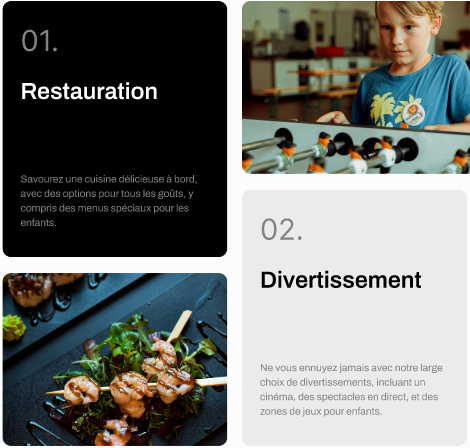 01.
Restauration
Savourez une cuisine délicieuse à bord,
avec des options pour tous les goûts, y
compris des menus spéciaux pour les
enfants.
02.
Divertissement
Ne vous ennuyez jamais avec notre large
choix de divertissements, incluant un
cinéma, des spectacles en direct, et des
zones de jeux pour enfants.